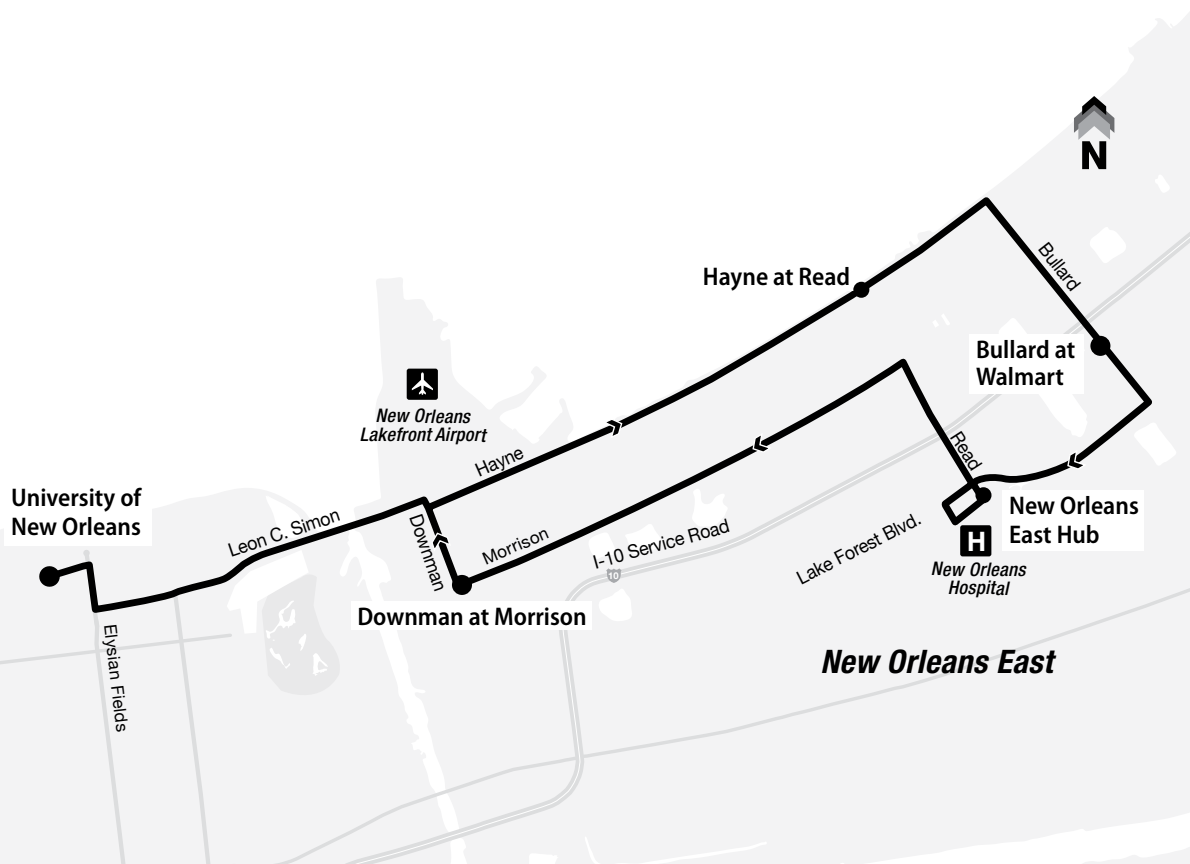 N
Bullard
Hayne at Read
Bullard at
Walmart
New Orleans
Lakefront Airport
Hayne
Read
University of
New Orleans
Leon C. Simon
Downman
Morrison
I-10 Service Road
10
Lake Forest Blvd.
New Orleans
East Hub
H
New Orleans
Hospital
Downman at Morrison
Elysian Fields
New Orleans East